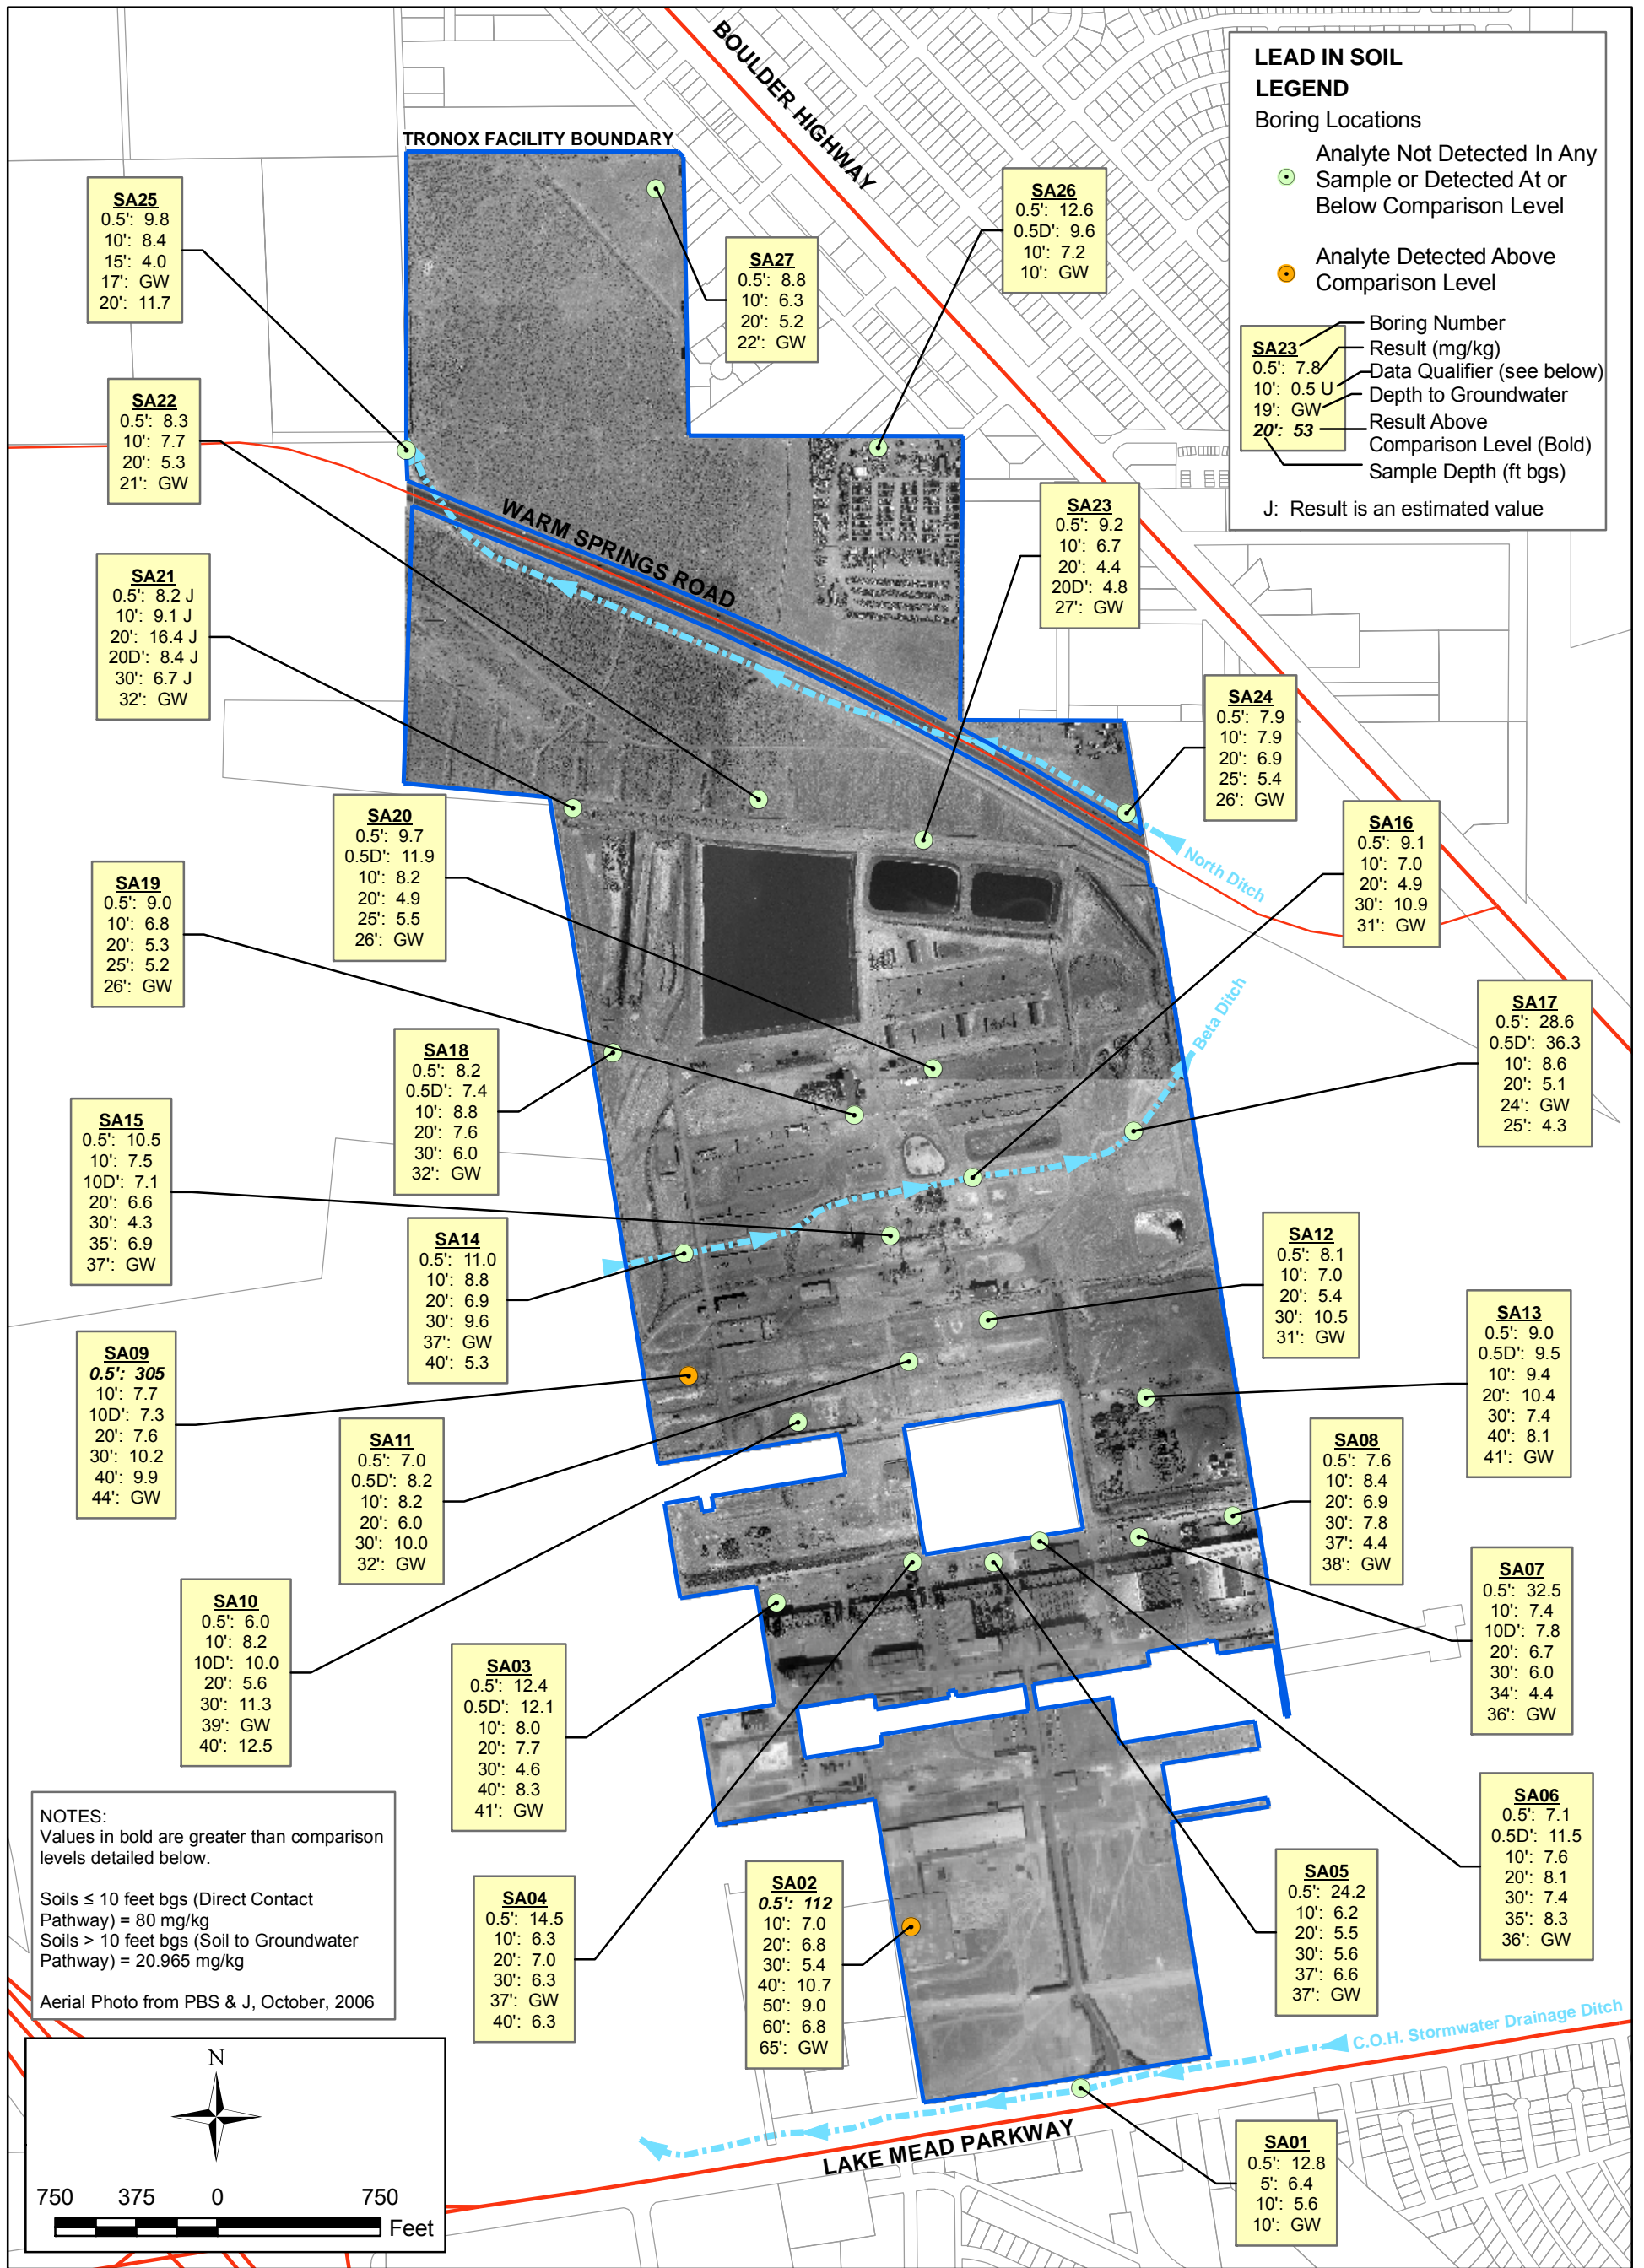 BOULDER HIGHWAY
LEAD IN SOIL
LEGEND
Boring Locations
Analyte Not Detected In Any
Sample or Detected At or
Below Comparison Level
Analyte Detected Above
Comparison Level
SA23
0.5': 7.8
10': 0.5 U
19': GW
20': 53
Boring Number
Result (mg/kg)
Data Qualifier (see below)
Depth to Groundwater
Result Above
Comparison Level (Bold)
Sample Depth (ft bgs)
J: Result is an estimated value
TRONOX FACILITY BOUNDARY
SA25
0.5': 9.8
10': 8.4
15': 4.0
17': GW
20': 11.7
SA27
0.5': 8.8
10': 6.3
20': 5.2
22': GW
SA26
0.5': 12.6
0.5D': 9.6
10': 7.2
10': GW
SA22
0.5': 8.3
10': 7.7
20': 5.3
21': GW
WARM SPRINGS ROAD
SA23
0.5': 9.2
10': 6.7
20': 4.4
20D': 4.8
27': GW
SA21
0.5': 8.2 J
10': 9.1 J
20': 16.4 J
20D': 8.4 J
30': 6.7 J
32': GW
SA24
0.5': 7.9
10': 7.9
20': 6.9
25': 5.4
26': GW
SA20
0.5': 9.7
0.5D': 11.9
10': 8.2
20': 4.9
25': 5.5
26': GW
North Ditch
SA16
0.5': 9.1
10': 7.0
20': 4.9
30': 10.9
31': GW
SA19
0.5': 9.0
10': 6.8
20': 5.3
25': 5.2
26': GW
Beta Ditch
SA17
0.5': 28.6
0.5D': 36.3
10': 8.6
20': 5.1
24': GW
25': 4.3
SA18
0.5': 8.2
0.5D': 7.4
10': 8.8
20': 7.6
30': 6.0
32': GW
SA15
0.5': 10.5
10': 7.5
10D': 7.1
20': 6.6
30': 4.3
35': 6.9
37': GW
SA14
0.5': 11.0
10': 8.8
20': 6.9
30': 9.6
37': GW
40': 5.3
SA12
0.5': 8.1
10': 7.0
20': 5.4
30': 10.5
31': GW
SA13
0.5': 9.0
0.5D': 9.5
10': 9.4
20': 10.4
30': 7.4
40': 8.1
41': GW
SA09
0.5': 305
10': 7.7
10D': 7.3
20': 7.6
30': 10.2
40': 9.9
44': GW
SA11
0.5': 7.0
0.5D': 8.2
10': 8.2
20': 6.0
30': 10.0
32': GW
SA08
0.5': 7.6
10': 8.4
20': 6.9
30': 7.8
37': 4.4
38': GW
SA10
0.5': 6.0
10': 8.2
10D': 10.0
20': 5.6
30': 11.3
39': GW
40': 12.5
SA07
0.5': 32.5
10': 7.4
10D': 7.8
20': 6.7
30': 6.0
34': 4.4
36': GW
SA03
0.5': 12.4
0.5D': 12.1
10': 8.0
20': 7.7
30': 4.6
40': 8.3
41': GW
SA06
0.5': 7.1
0.5D': 11.5
10': 7.6
20': 8.1
30': 7.4
35': 8.3
36': GW
NOTES:
Values in bold are greater than comparison
levels detailed below.
Soils ≤ 10 feet bgs (Direct Contact
Pathway) = 80 mg/kg
Soils > 10 feet bgs (Soil to Groundwater
Pathway) = 20.965 mg/kg
Aerial Photo from PBS & J, October, 2006
SA04
0.5': 14.5
10': 6.3
20': 7.0
30': 6.3
37': GW
40': 6.3
SA02
0.5': 112
10': 7.0
20': 6.8
30': 5.4
40': 10.7
50': 9.0
60': 6.8
65': GW
SA05
0.5': 24.2
10': 6.2
20': 5.5
30': 5.6
37': 6.6
37': GW
C.O.H. Stormwater Drainage Ditch
LAKE MEAD PARKWAY
SA01
0.5': 12.8
5': 6.4
10': 5.6
10': GW
N
750 375 0 750
Feet